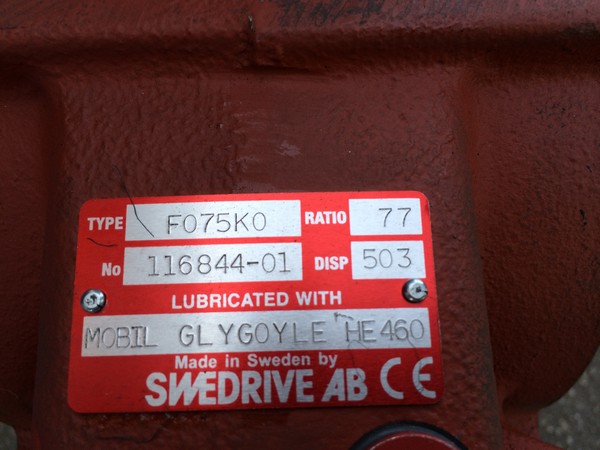 TYPE F075K0 RATIO 77
No 116844-01 DISP 503
LUBRICATED WITH
MOBIL GLYGOYLE HE460
Made in Sweden by
SWEDRIVE AB CE